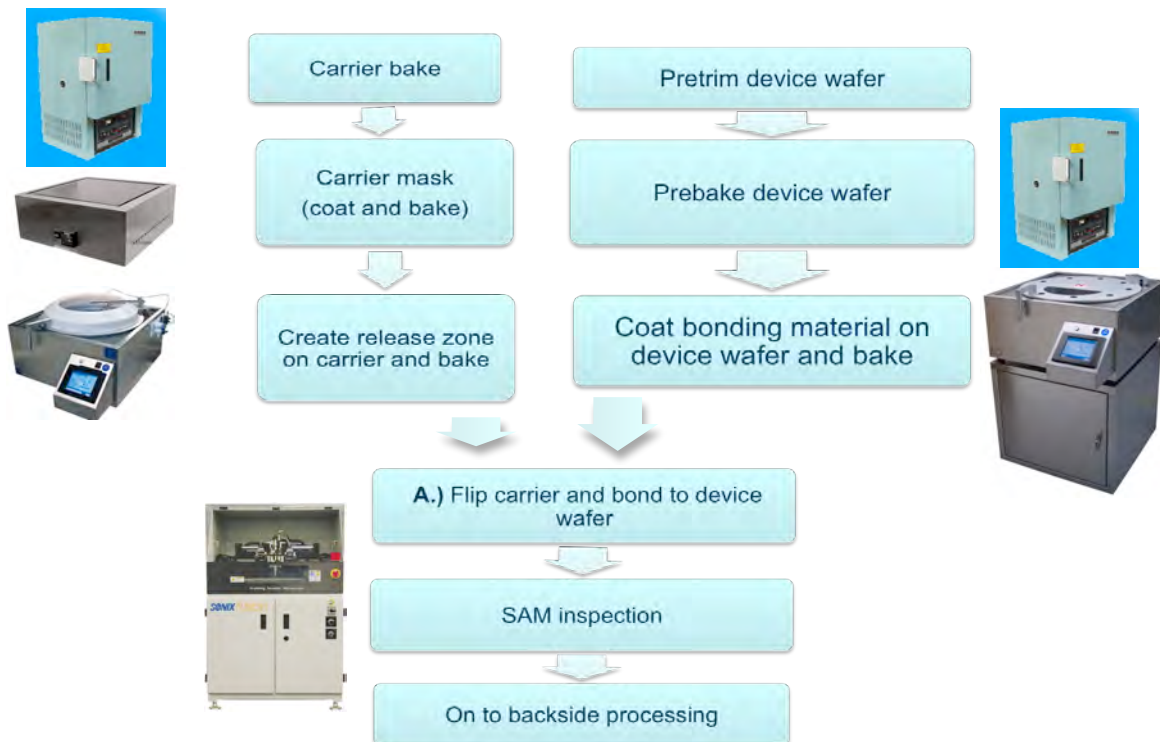 Carrier bake
Pretrim device wafer
Carrier mask
(coat and bake)
Prebake device wafer
Create release zone
on carrier and bake
Coat bonding material on
device wafer and bake
A.) Flip carrier and bond to device
wafer
SONIX
SAM inspection
On to backside processing